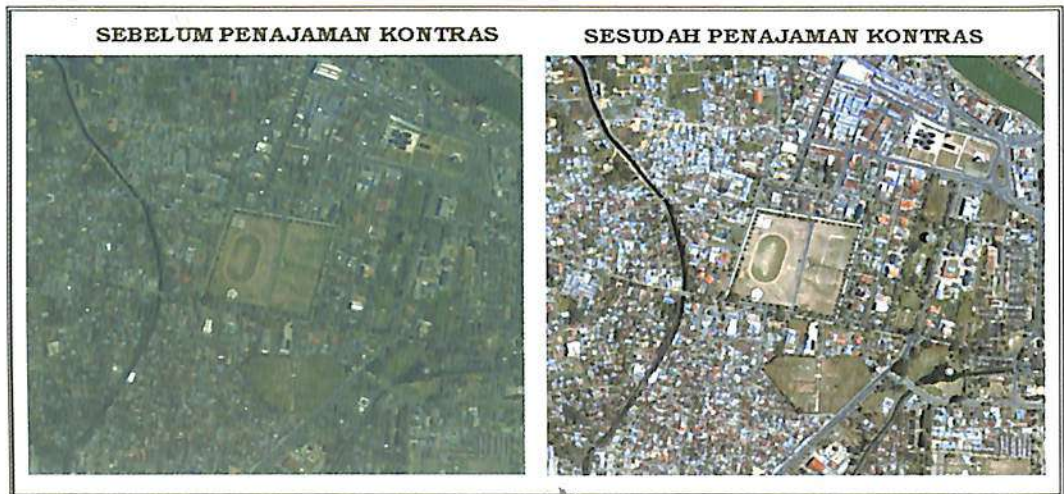 SEBELUM PENAJAMAN KONTRAS
SESUDAH PENAJAMAN KONTRAS